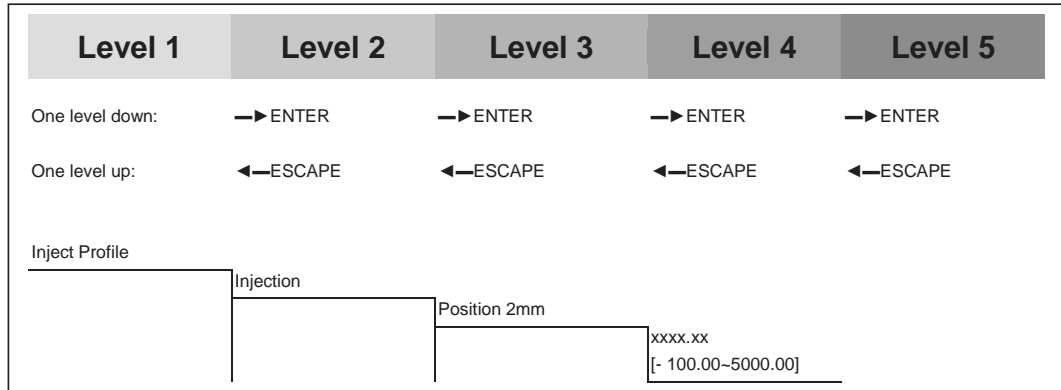 Level 1 Level 2 Level 3 Level 4 Level 5
One level down: ENTER ENTER ENTER ENTER
One level up: ESCAPE ESCAPE ESCAPE ESCAPE
Inject Profile
Injection
Position 2mm
xxxx.xx
[- 100.00~5000.00]